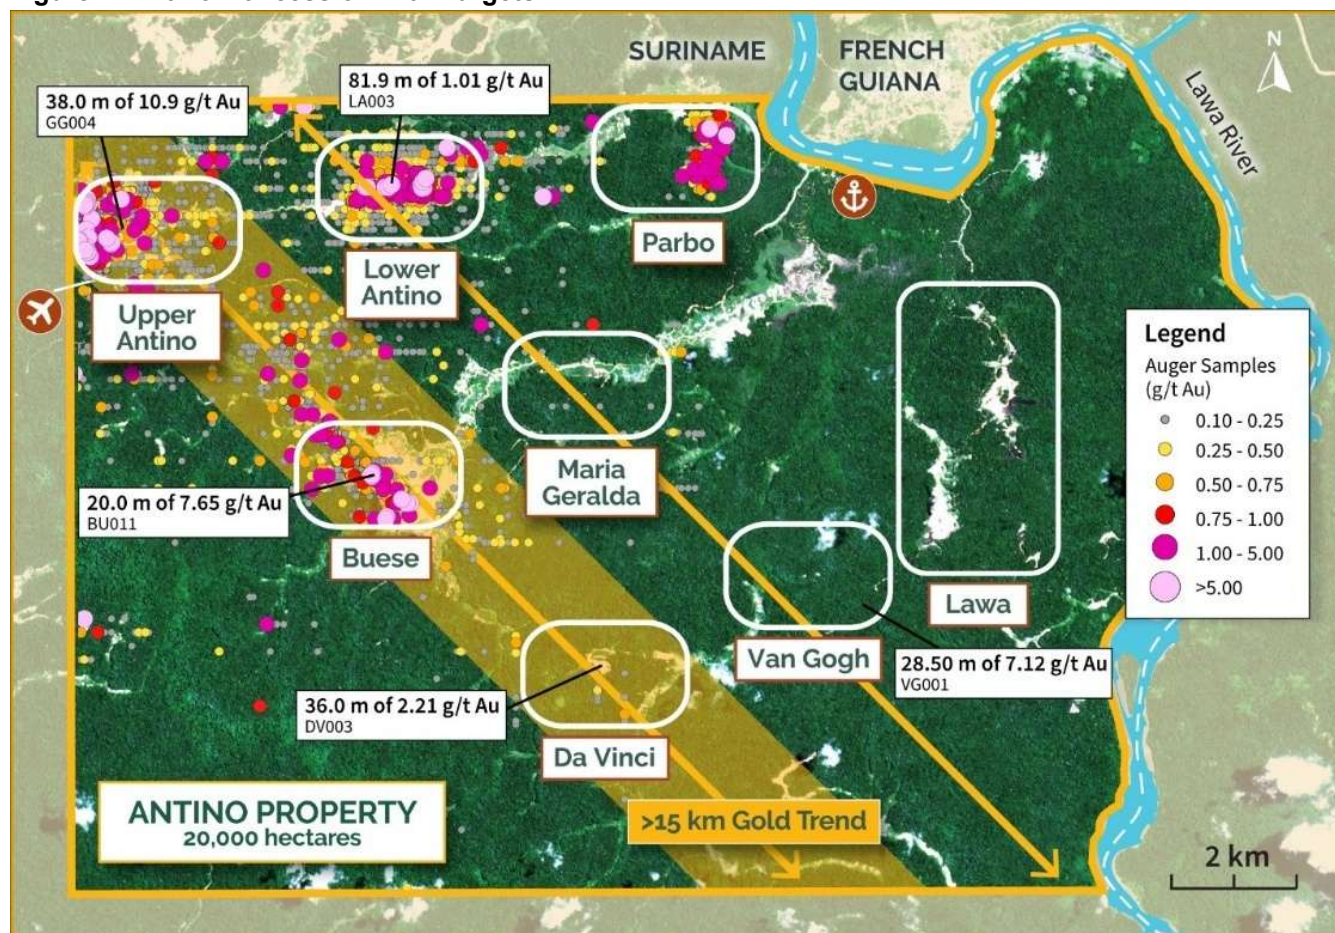 SURINAME
FRENCH
GUIANA
N
Lawa River
38.0 m of 10.9 g/t Au
GG004
81.9 m of 1.01 g/t Au
LA003
Parbo
Lower
Antino
Upper
Antino
Maria
Geralda
20.0 m of 7.65 g/t Au
BU011
Buese
Lawa
Van Gogh
28.50 m of 7.12 g/t Au
VG001
36.0 m of 2.21 g/t Au
DV003
Da Vinci
ANTINO PROPERTY
20,000 hectares
>15 km Gold Trend
Legend
Auger Samples
(g/t Au)
0.10 - 0.25
0.25 - 0.50
0.50 - 0.75
0.75 - 1.00
1.00 - 5.00
>5.00
2 km